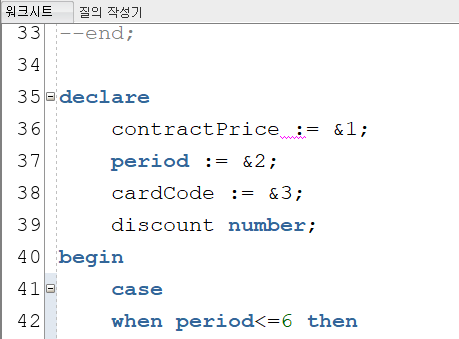 워크시트 질의 작성기
33 --end;
34
35 declare
36 contractPrice := &1;
37 period := &2;
38 cardCode := &3;
39 discount number;
40 begin
41 case
42 when period<=6 then